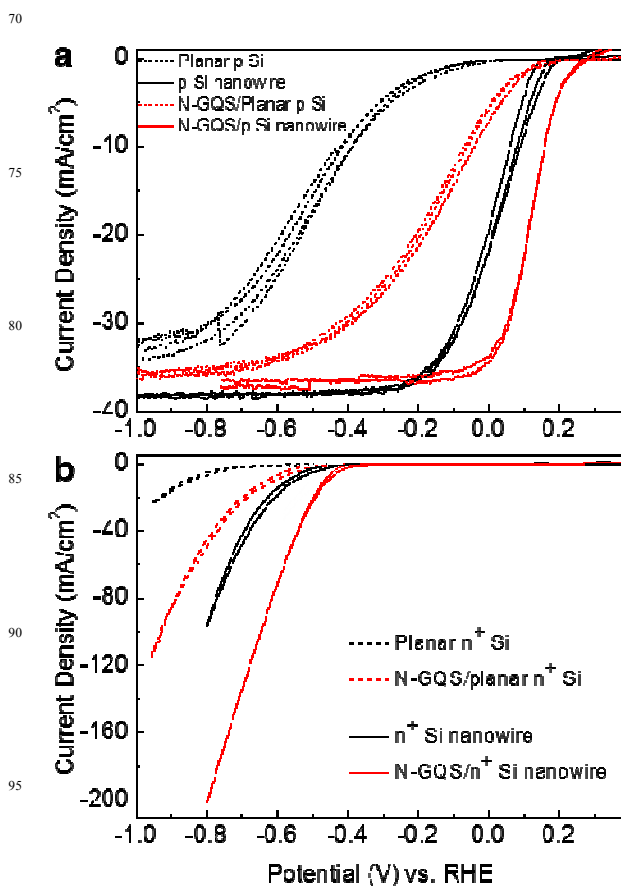 70
a
Planar p Si
p Si nanowire
N-GQS/Planar p Si
N-GQS/p Si nanowire
Current Density (mA/cm²)
0
-10
-20
-30
-40
-1.0 -0.8 -0.6 -0.4 -0.2 0.0 0.2
75
80
b
Planar n⁺ Si
N-GQS/planar n⁺ Si
n⁺ Si nanowire
N-GQS/n⁺ Si nanowire
Current Density (mA/cm²)
0
-40
-80
-120
-160
-200
-1.0 -0.8 -0.6 -0.4 -0.2 0.0 0.2
Potential (V) vs. RHE
85
90
95